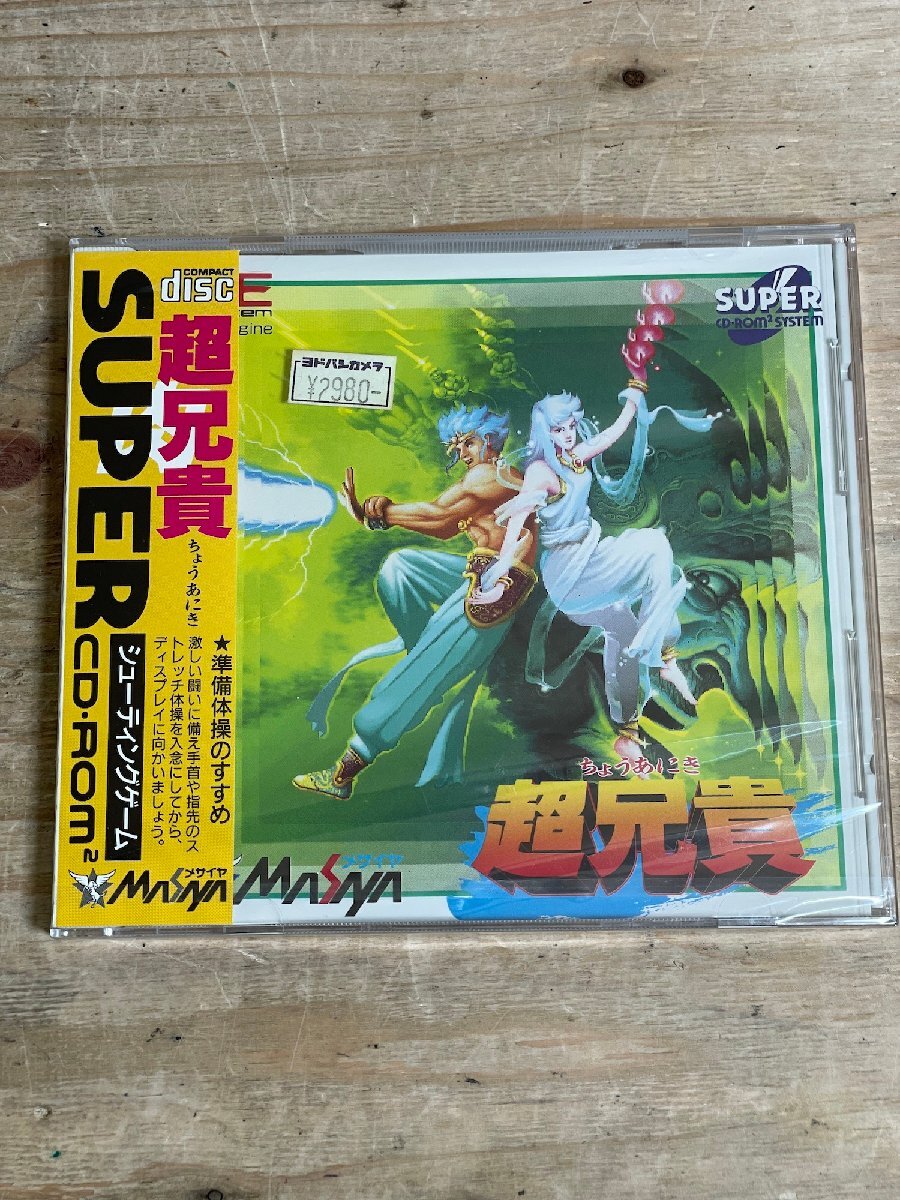 COMPACT
disc
SUPER
CD-ROM²
シューティングゲーム
超兄貴
ちょうあにき
★準備体操のすすめ
激しい闘いに備え手首や指先のス
トレッチ体操を入念にしてから、
ディスプレイに向かいましょう。
メサイヤ
MASAYA
E
tem
gine
ヨドバシカメラ
¥2980-
SUPER
CD-ROM² SYSTEM
ちょうあにき
超兄貴
メサイヤ
MASAYA